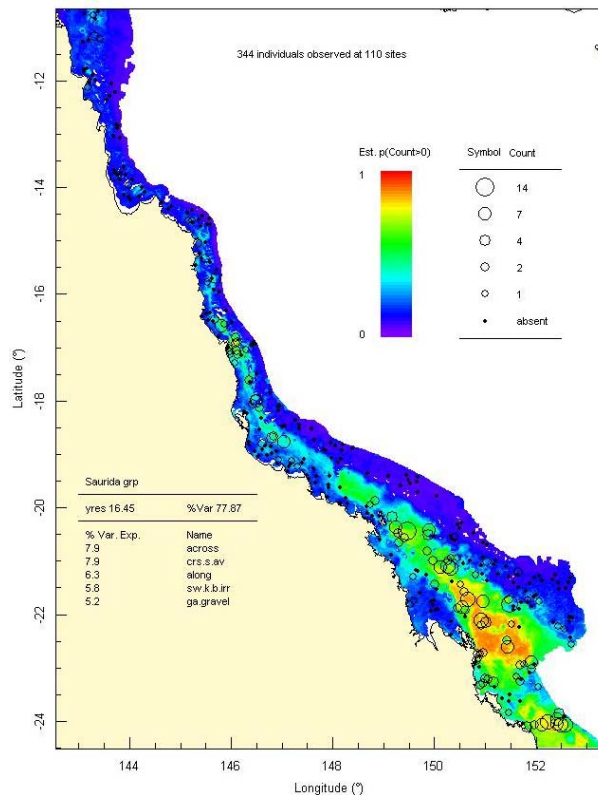 344 individuals observed at 110 sites
Est. p(Count>0)
1
0
Symbol Count
14
7
4
2
1
absent
Saurida grp
yres 16.45 %Var 77.87
% Var. Exp. Name
7.9 across
7.9 crs.s.av
6.3 along
5.8 sw.k.b.irr
5.2 ga.gravel
Latitude (°)
-12
-14
-16
-18
-20
-22
-24
144 146 148 150 152
Longitude (°)